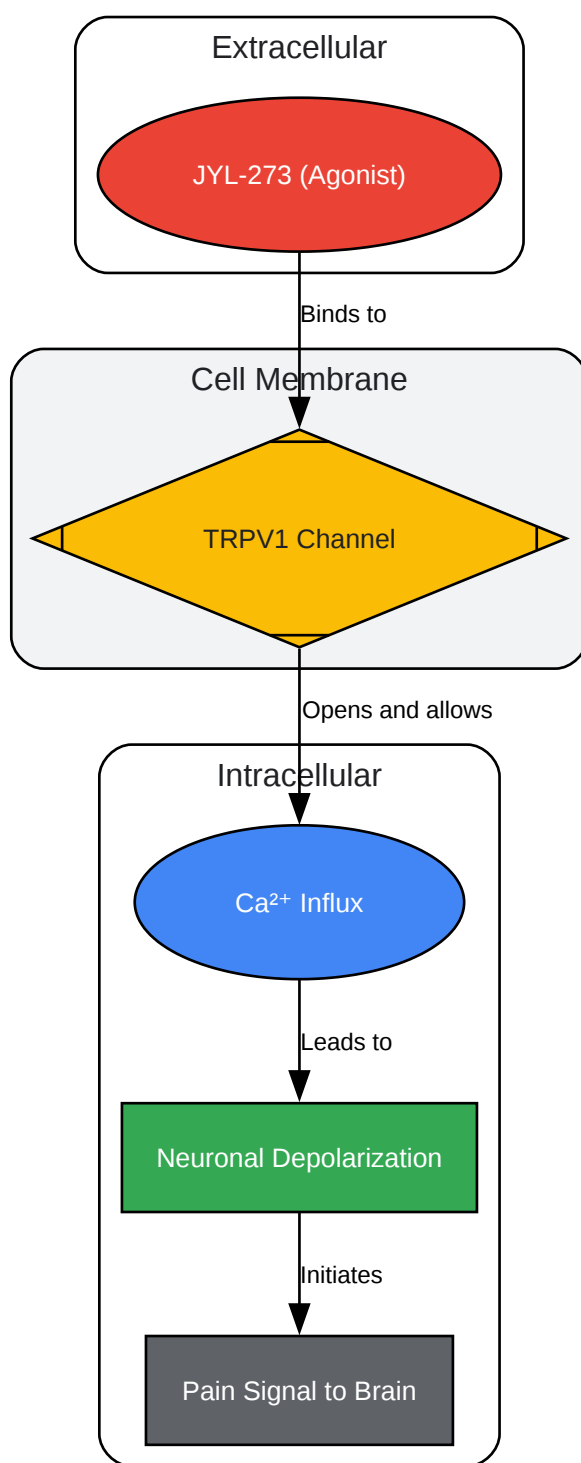 Extracellular
JYL-273 (Agonist)
Binds to
Cell Membrane
TRPV1 Channel
Opens and allows
Intracellular
Ca²⁺ Influx
Leads to
Neuronal Depolarization
Initiates
Pain Signal to Brain